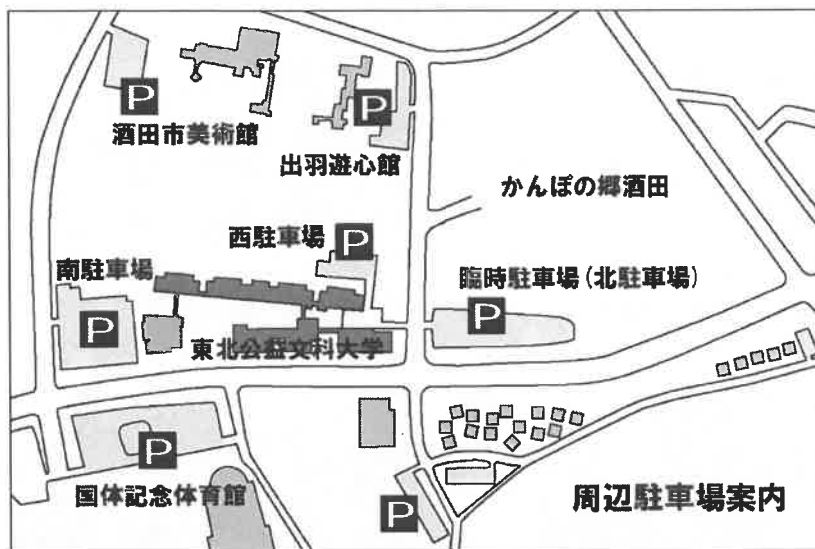 P
酒田市美術館
P
出羽遊心館
かんぽの郷酒田
西駐車場
P
南駐車場
P
臨時駐車場(北駐車場)
P
東北公益文科大学
P
国体記念体育館
P
周辺駐車場案内